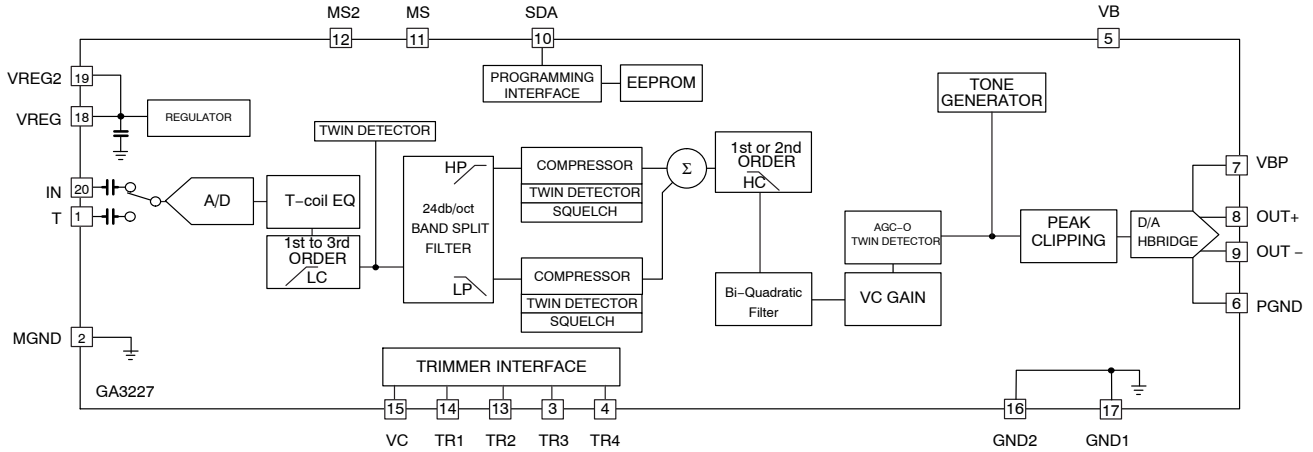 MS2
MS
SDA
VB
12
11
10
5
VREG2
19
VREG
18
REGULATOR
PROGRAMMING
INTERFACE
EEPROM
TONE
GENERATOR
TWIN DETECTOR
IN
20
T
1
A/D
T−coil EQ
1st to 3rd
ORDER
LC
HP
24db/oct
BAND SPLIT
FILTER
LP
COMPRESSOR
TWIN DETECTOR
SQUELCH
COMPRESSOR
TWIN DETECTOR
SQUELCH
Σ
1st or 2nd
ORDER
HC
Bi−Quadratic
Filter
AGC−O
TWIN DETECTOR
VC GAIN
PEAK
CLIPPING
D/A
HBRIDGE
7
VBP
8
OUT+
9
OUT −
6
PGND
MGND
2
GA3227
TRIMMER INTERFACE
15
14
13
3
4
16
17
VC
TR1
TR2
TR3
TR4
GND2
GND1